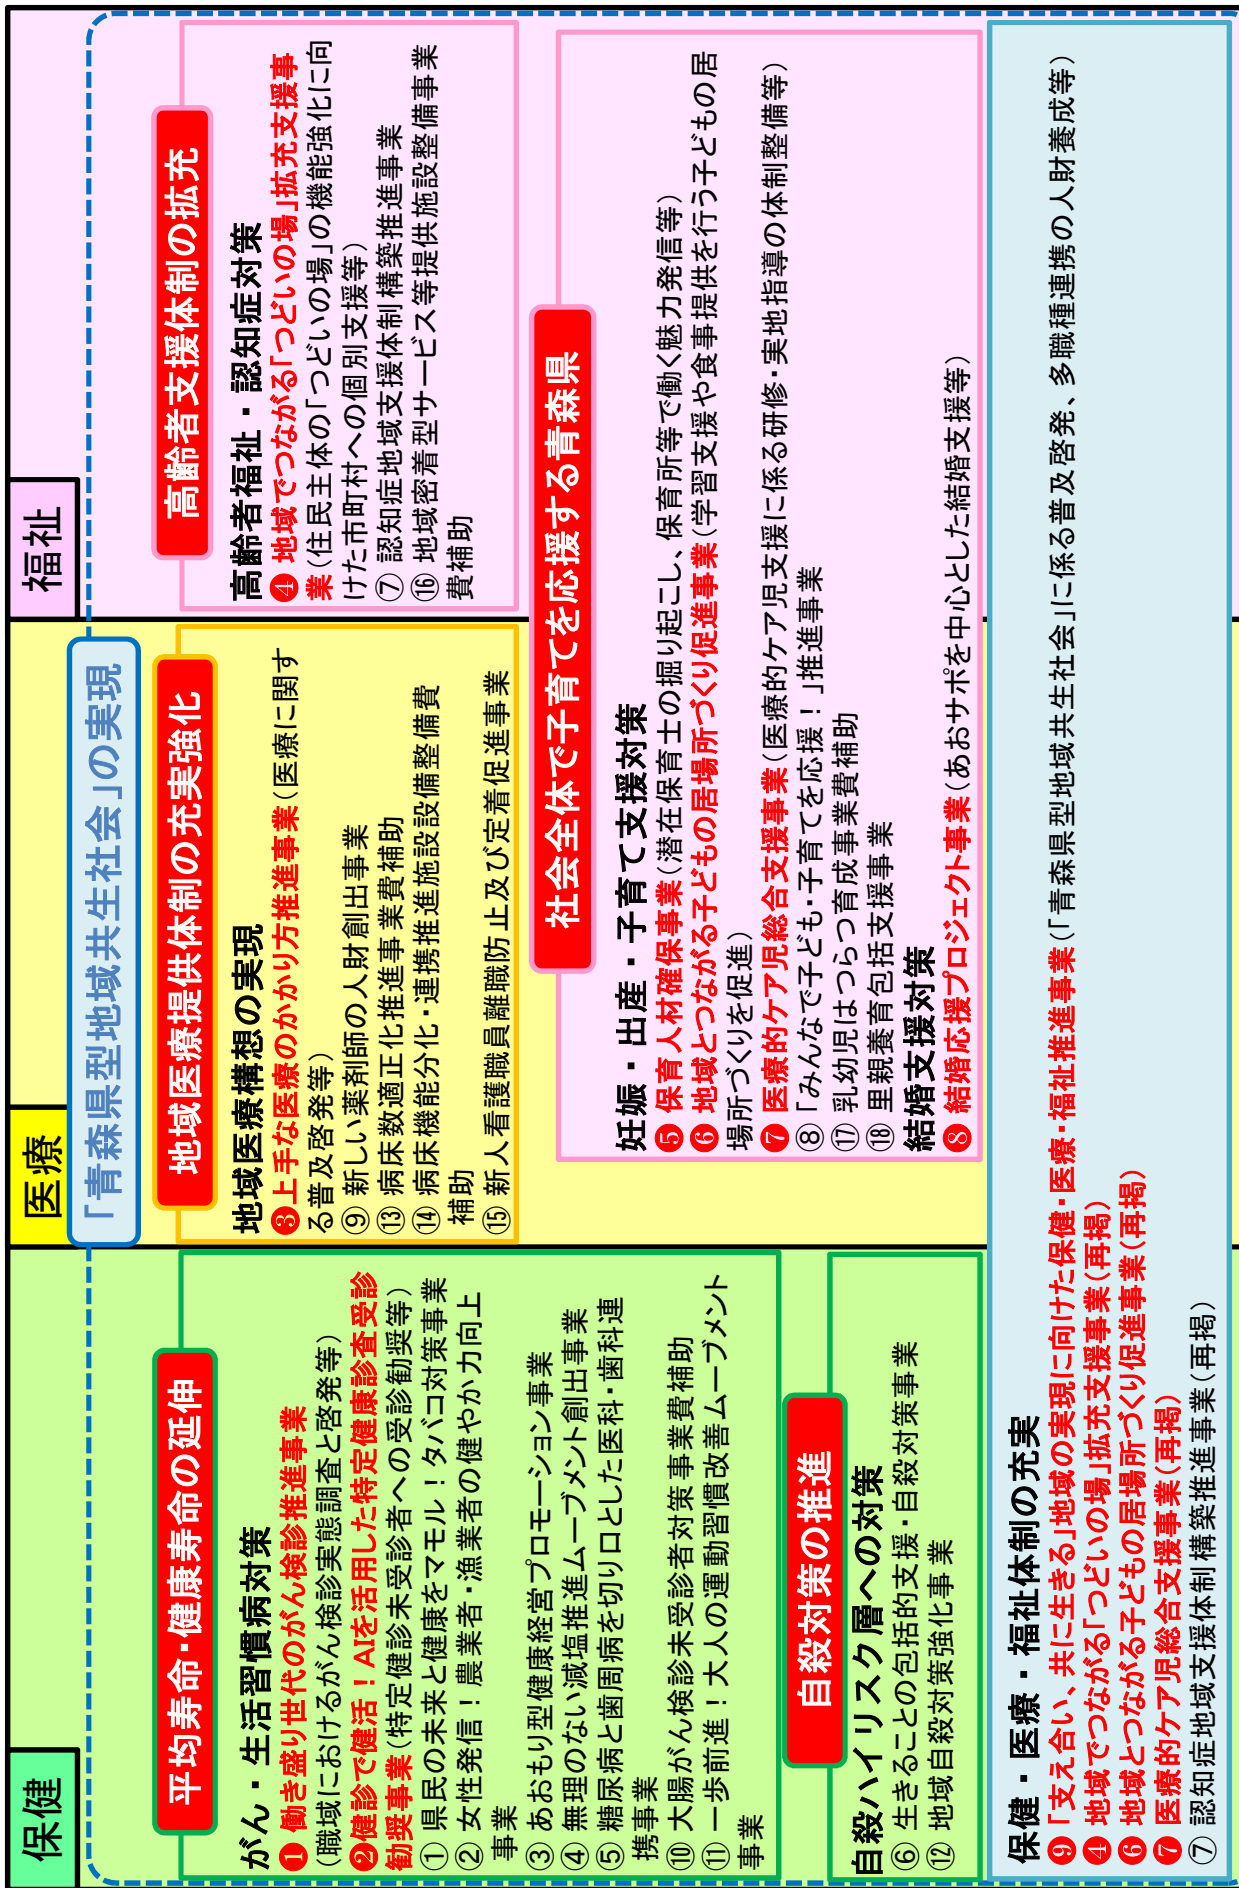 保健
医療
福祉
「青森県型地域共生社会」の実現
平均寿命・健康寿命の延伸
がん・生活習慣病対策
❶ 働き盛り世代のがん検診推進事業
(職域におけるがん検診実態調査と啓発等)
❷健診で健活！AIを活用した特定健康診査受診
勧奨事業(特定健診未受診者への受診勧奨等)
① 県民の未来と健康をマモル！タバコ対策事業
② 女性発信！農業者・漁業者の健やか力向上
事業
③ あおもり型健康経営プロモーション事業
④ 無理のない減塩推進ムーブメント創出事業
⑤ 糖尿病と歯周病を切り口とした医科・歯科連
携事業
⑩ 大腸がん検診未受診者対策事業費補助
⑪ 一歩前進！大人の運動習慣改善ムーブメント
事業
自殺対策の推進
自殺ハイリスク層への対策
⑥ 生きることの包括的支援・自殺対策事業
⑫ 地域自殺対策強化事業
地域医療提供体制の充実強化
地域医療構想の実現
❸上手な医療のかかり方推進事業(医療に関す
る普及啓発等)
⑨ 新しい薬剤師の人財創出事業
⑬ 病床数適正化推進事業費補助
⑭ 病床機能分化・連携推進施設設備整備費
補助
⑮ 新人看護職員離職防止及び定着促進事業
高齢者支援体制の拡充
高齢者福祉・認知症対策
❹ 地域でつながる「つどいの場」拡充支援事
業(住民主体の「つどいの場」の機能強化に向
けた市町村への個別支援等)
⑦ 認知症地域支援体制構築推進事業
⑯ 地域密着型サービス等提供施設整備事業
費補助
社会全体で子育てを応援する青森県
妊娠・出産・子育て支援対策
❺ 保育人材確保事業(潜在保育士の掘り起こし、保育所等で働く魅力発信等)
❻ 地域とつながる子どもの居場所づくり促進事業(学習支援や食事提供を行う子どもの居
場所づくりを促進)
❼ 医療的ケア児総合支援事業(医療的ケア児支援に係る研修・実地指導の体制整備等)
⑧ 「みんなで子ども・子育てを応援！」推進事業
⑰ 乳幼児はつらつ育成事業費補助
⑱ 里親養育包括支援事業
結婚支援対策
❽ 結婚応援プロジェクト事業(あおサポを中心とした結婚支援等)
保健・医療・福祉体制の充実
❾ 「支え合い、共に生きる」地域の実現に向けた保健・医療・福祉推進事業(「青森県型地域共生社会」に係る普及啓発、多職種連携の人財養成等)
❹ 地域でつながる「つどいの場」拡充支援事業(再掲)
❻ 地域とつながる子どもの居場所づくり促進事業(再掲)
❼ 医療的ケア児総合支援事業(再掲)
⑦ 認知症地域支援体制構築推進事業(再掲)